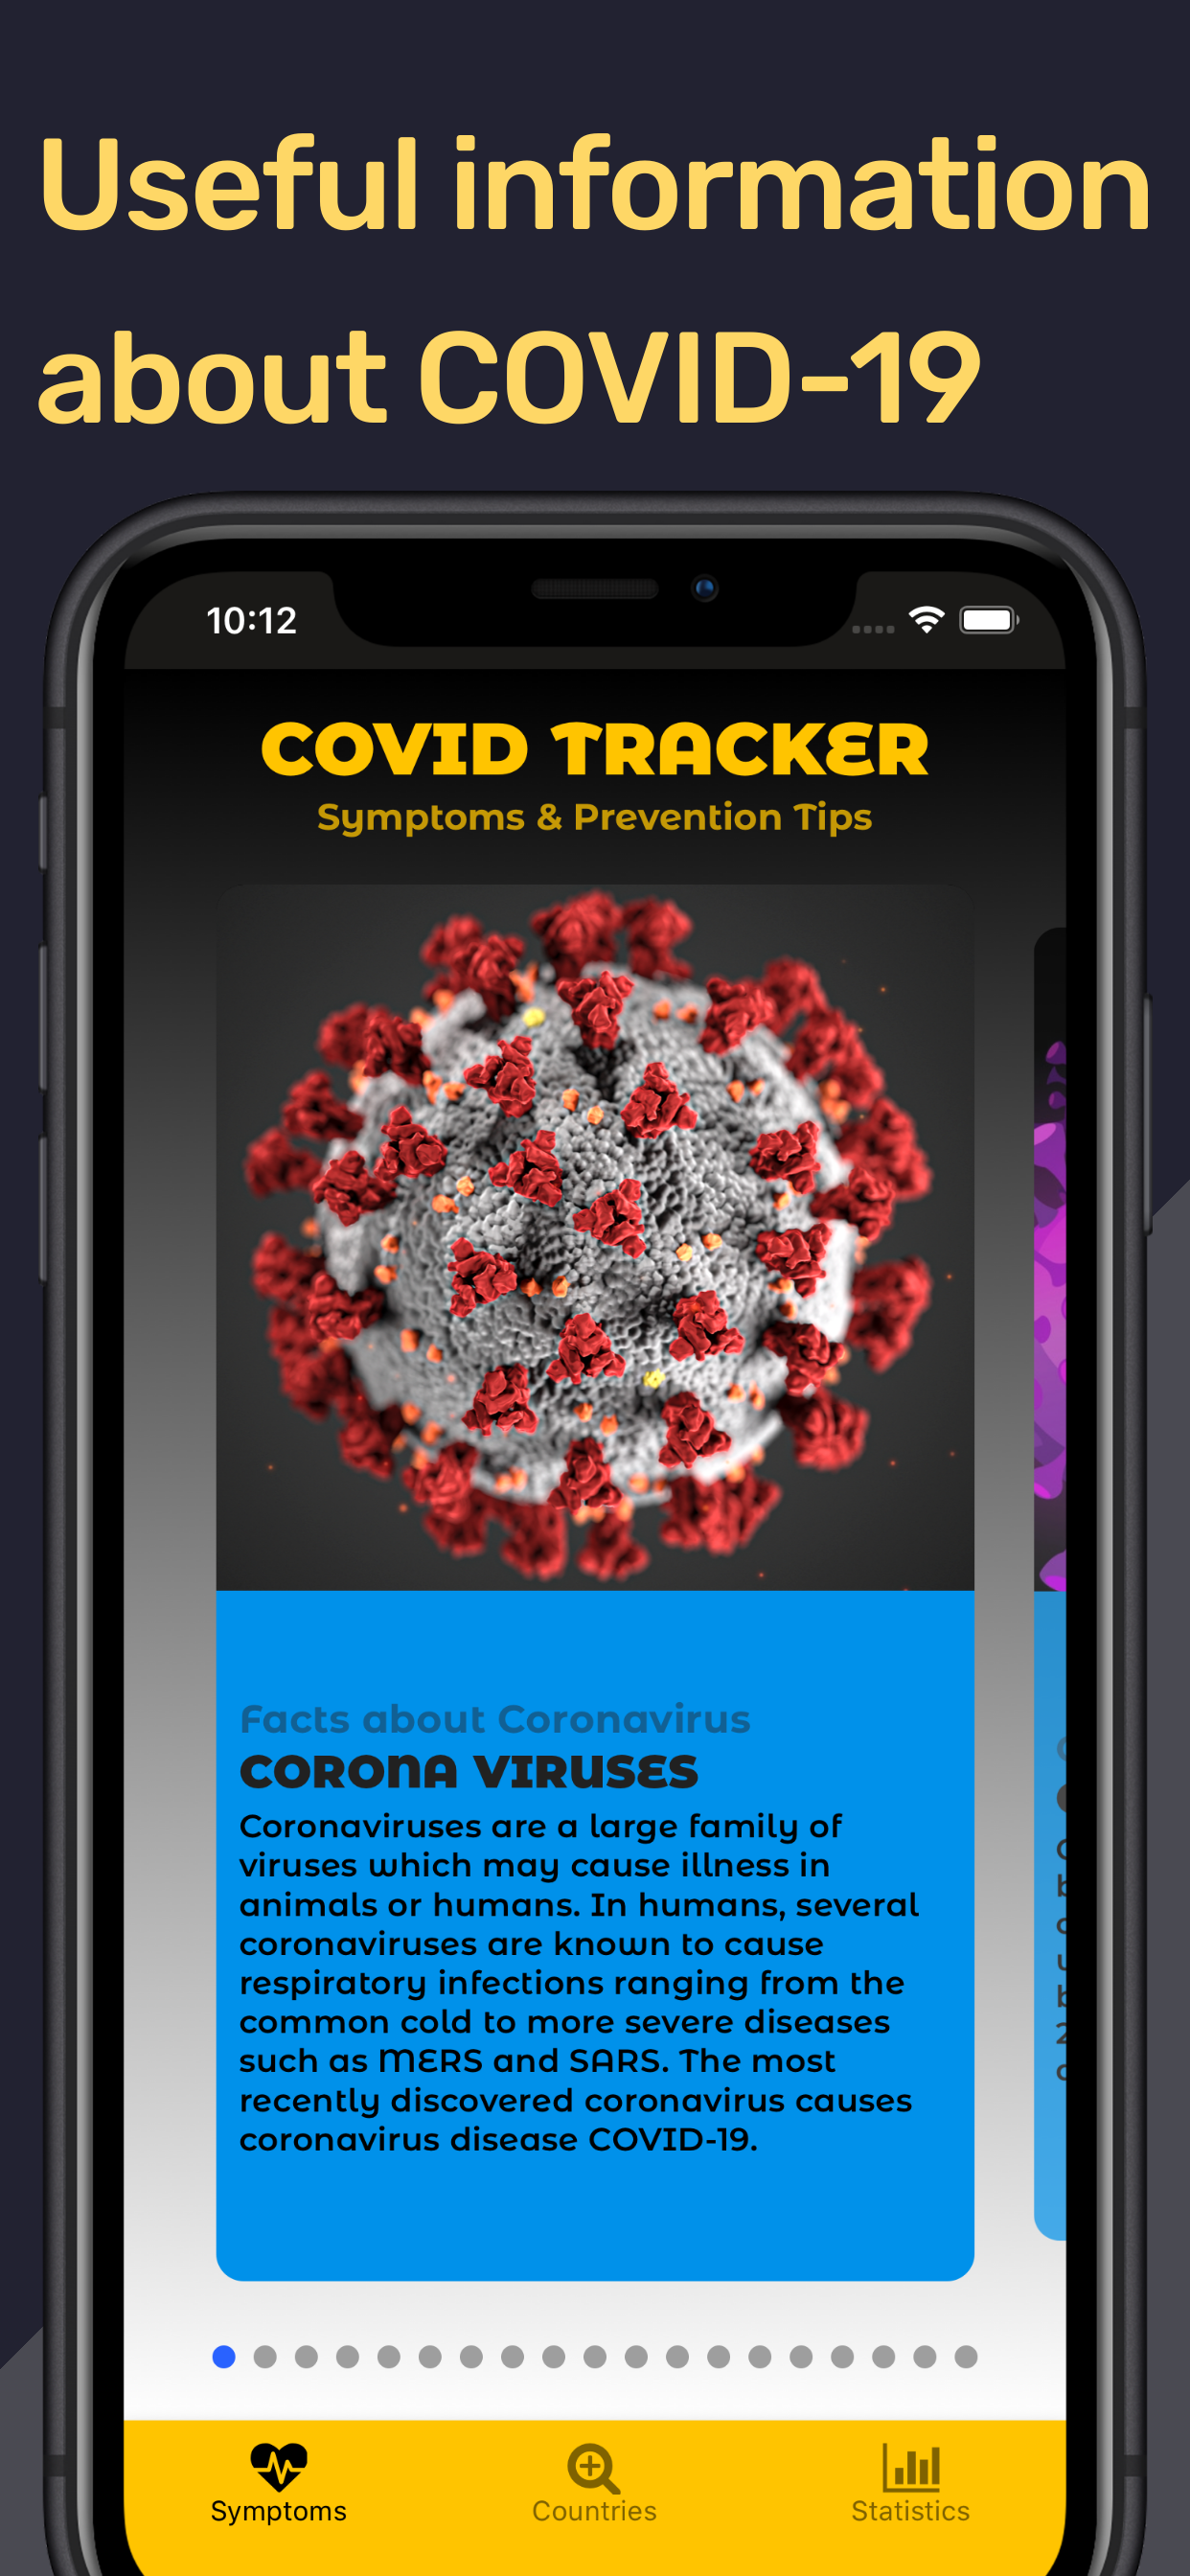 Useful information
about COVID-19
10:12
COVID TRACKER
Symptoms & Prevention Tips
Facts about Coronavirus
CORONA VIRUSES
Coronaviruses are a large family of
viruses which may cause illness in
animals or humans. In humans, several
coronaviruses are known to cause
respiratory infections ranging from the
common cold to more severe diseases
such as MERS and SARS. The most
recently discovered coronavirus causes
coronavirus disease COVID-19.
Symptoms
Countries
Statistics